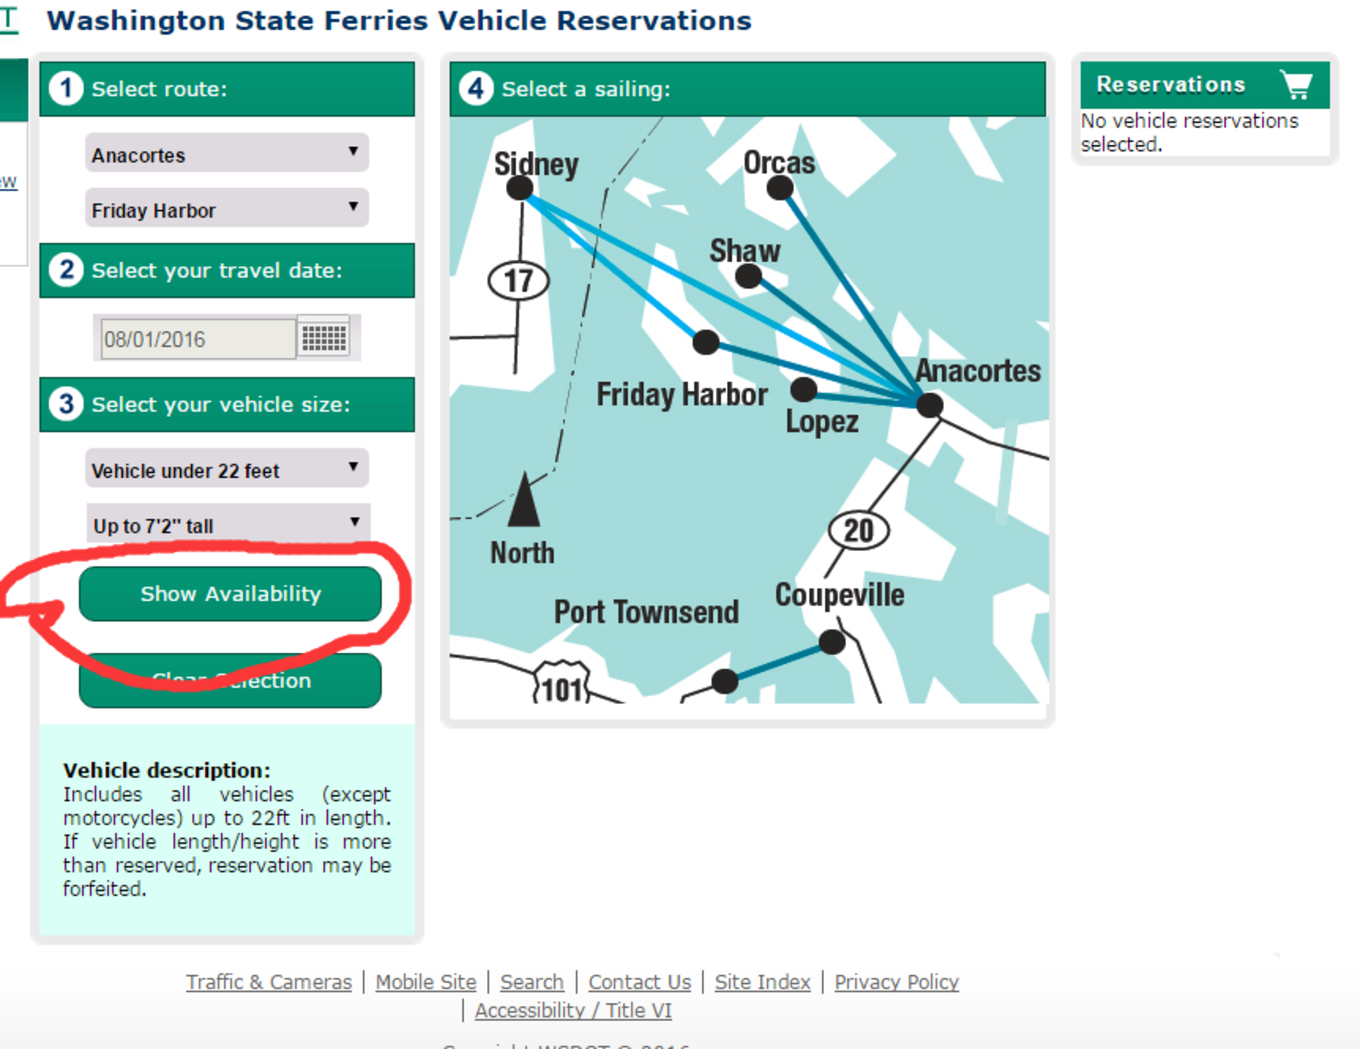 T
Washington State Ferries Vehicle Reservations
ew
1 Select route:
Anacortes
Friday Harbor
2 Select your travel date:
08/01/2016
3 Select your vehicle size:
Vehicle under 22 feet
Up to 7'2" tall
Show Availability
Clear Selection
Vehicle description:
Includes all vehicles (except
motorcycles) up to 22ft in length.
If vehicle length/height is more
than reserved, reservation may be
forfeited.
4 Select a sailing:
Sidney
Orcas
Shaw
17
Anacortes
Friday Harbor
Lopez
20
North
Coupeville
Port Townsend
101
Reservations
No vehicle reservations
selected.
Traffic & Cameras | Mobile Site | Search | Contact Us | Site Index | Privacy Policy
| Accessibility / Title VI
Copyright WSDOT © 2016